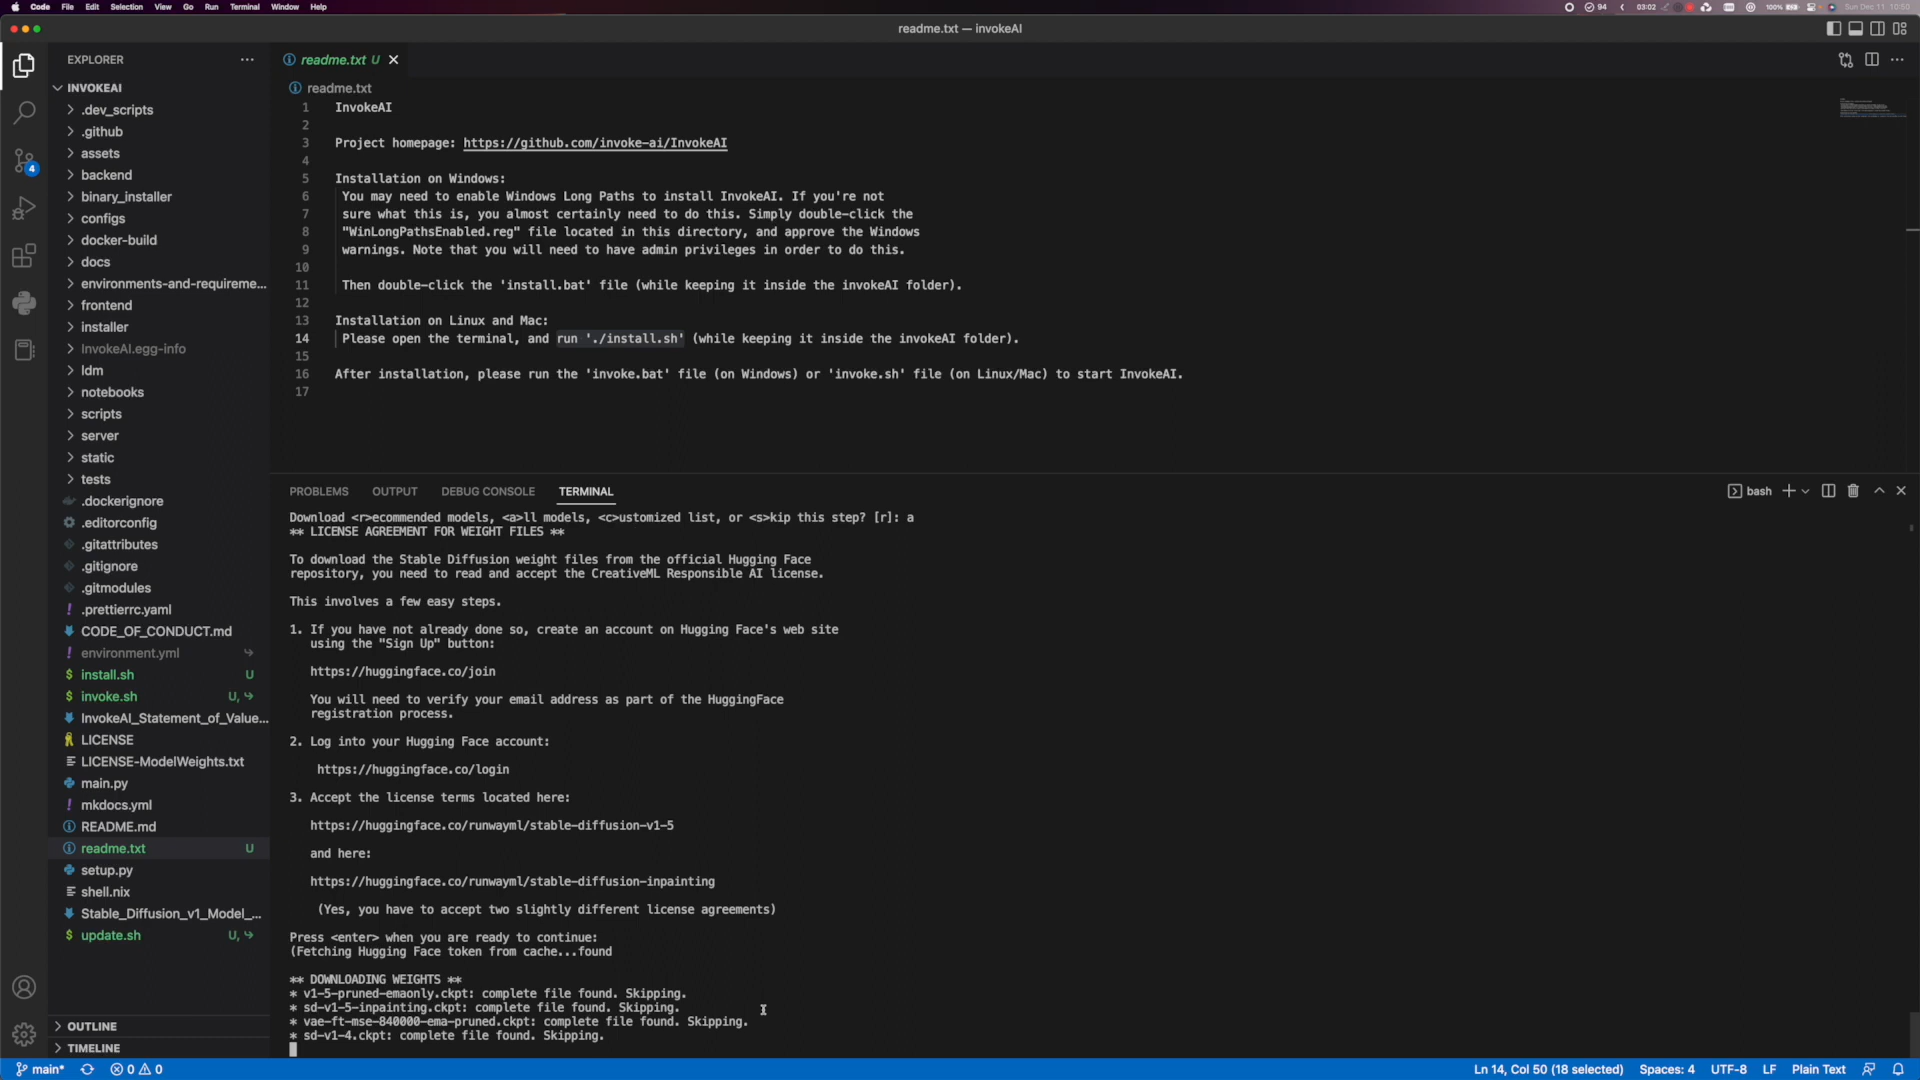 Code File Edit Selection View Go Run Terminal Window Help
94 03:02 100% Sun Dec 11 10:50
readme.txt — invokeAI
EXPLORER
INVOKEAI
.dev_scripts
.github
assets
backend
binary_installer
configs
docker-build
docs
environments-and-requireme...
frontend
installer
InvokeAI.egg-info
ldm
notebooks
scripts
server
static
tests
.dockerignore
.editorconfig
.gitattributes
.gitignore
.gitmodules
.prettierrc.yaml
CODE_OF_CONDUCT.md
environment.yml
install.sh U
invoke.sh U,
InvokeAI_Statement_of_Value...
LICENSE
LICENSE-ModelWeights.txt
main.py
mkdocs.yml
README.md
readme.txt U
setup.py
shell.nix
Stable_Diffusion_v1_Model_...
update.sh U,
OUTLINE
TIMELINE
4
readme.txt U
readme.txt
1 InvokeAI
2
3 Project homepage: https://github.com/invoke-ai/InvokeAI
4
5 Installation on Windows:
6 You may need to enable Windows Long Paths to install InvokeAI. If you're not
7 sure what this is, you almost certainly need to do this. Simply double-click the
8 "WinLongPathsEnabled.reg" file located in this directory, and approve the Windows
9 warnings. Note that you will need to have admin privileges in order to do this.
10
11 Then double-click the 'install.bat' file (while keeping it inside the invokeAI folder).
12
13 Installation on Linux and Mac:
14 Please open the terminal, and run './install.sh' (while keeping it inside the invokeAI folder).
15
16 After installation, please run the 'invoke.bat' file (on Windows) or 'invoke.sh' file (on Linux/Mac) to start InvokeAI.
17
PROBLEMS OUTPUT DEBUG CONSOLE TERMINAL
bash
Download <r>ecommended models, <a>ll models, <c>ustomized list, or <s>kip this step? [r]: a
** LICENSE AGREEMENT FOR WEIGHT FILES **
To download the Stable Diffusion weight files from the official Hugging Face
repository, you need to read and accept the CreativeML Responsible AI license.
This involves a few easy steps.
1. If you have not already done so, create an account on Hugging Face's web site
using the "Sign Up" button:
https://huggingface.co/join
You will need to verify your email address as part of the HuggingFace
registration process.
2. Log into your Hugging Face account:
https://huggingface.co/login
3. Accept the license terms located here:
https://huggingface.co/runwayml/stable-diffusion-v1-5
and here:
https://huggingface.co/runwayml/stable-diffusion-inpainting
(Yes, you have to accept two slightly different license agreements)
Press <enter> when you are ready to continue:
(Fetching Hugging Face token from cache...found
** DOWNLOADING WEIGHTS **
* v1-5-pruned-emaonly.ckpt: complete file found. Skipping.
* sd-v1-5-inpainting.ckpt: complete file found. Skipping.
* vae-ft-mse-840000-ema-pruned.ckpt: complete file found. Skipping.
* sd-v1-4.ckpt: complete file found. Skipping.
main* 0 0
Ln 14, Col 50 (18 selected) Spaces: 4 UTF-8 LF Plain Text